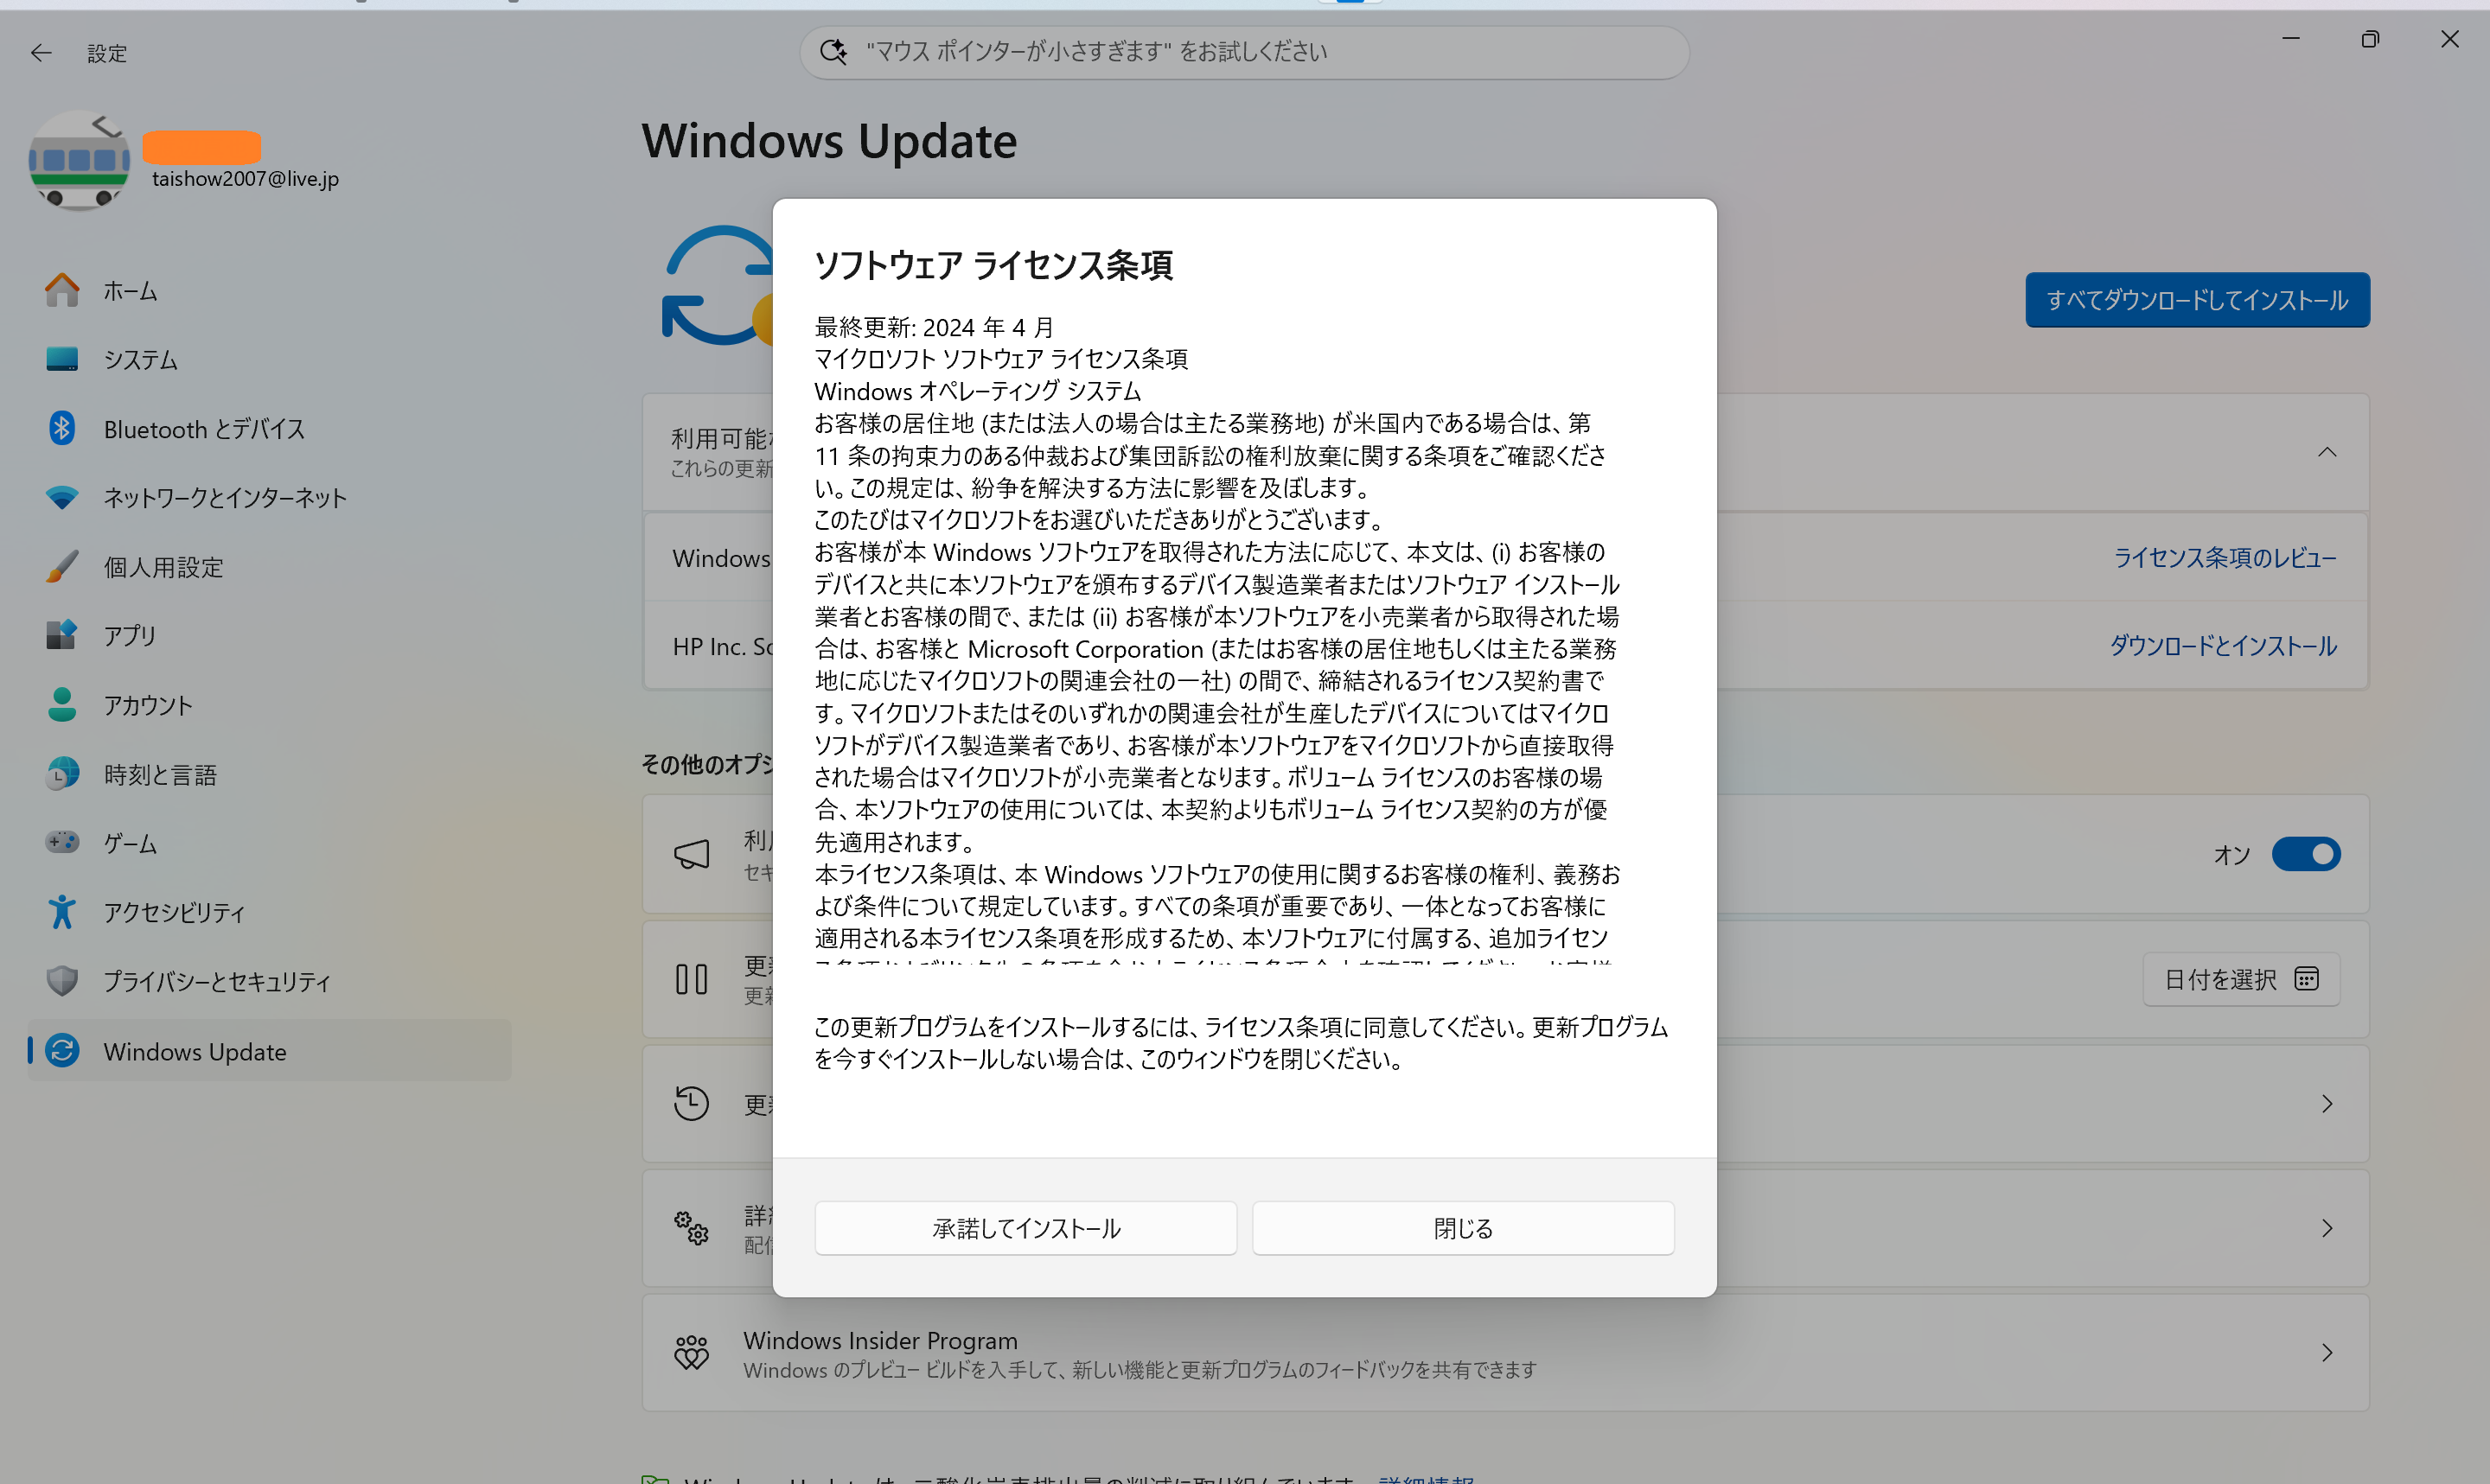 設定
"マウス ポインターが小さすぎます" をお試しください
taishow2007@live.jp
ホーム
システム
Bluetooth とデバイス
ネットワークとインターネット
個人用設定
アプリ
アカウント
時刻と言語
ゲーム
アクセシビリティ
プライバシーとセキュリティ
Windows Update
Windows Update
すべてダウンロードしてインストール
利用可能
これらの更新
Windows
ライセンス条項のレビュー
HP Inc.
ダウンロードとインストール
その他のオプシ
利
セキ
オン
更
更新
日付を選択
更
詳
配
Windows Insider Program
Windows のプレビュー ビルドを入手して、新しい機能と更新プログラムのフィードバックを共有できます
ソフトウェア ライセンス条項
最終更新: 2024 年 4 月
マイクロソフト ソフトウェア ライセンス条項
Windows オペレーティング システム
お客様の居住地 (または法人の場合は主たる業務地) が米国内である場合は、第
11 条の拘束力のある仲裁および集団訴訟の権利放棄に関する条項をご確認くださ
い。この規定は、紛争を解決する方法に影響を及ぼします。
このたびはマイクロソフトをお選びいただきありがとうございます。
お客様が本 Windows ソフトウェアを取得された方法に応じて、本文は、(i) お客様の
デバイスと共に本ソフトウェアを頒布するデバイス製造業者またはソフトウェア インストール
業者とお客様の間で、または (ii) お客様が本ソフトウェアを小売業者から取得された場
合は、お客様と Microsoft Corporation (またはお客様の居住地もしくは主たる業務
地に応じたマイクロソフトの関連会社の一社) の間で、締結されるライセンス契約書で
す。マイクロソフトまたはそのいずれかの関連会社が生産したデバイスについてはマイクロ
ソフトがデバイス製造業者であり、お客様が本ソフトウェアをマイクロソフトから直接取得
された場合はマイクロソフトが小売業者となります。ボリューム ライセンスのお客様の場
合、本ソフトウェアの使用については、本契約よりもボリューム ライセンス契約の方が優
先適用されます。
本ライセンス条項は、本 Windows ソフトウェアの使用に関するお客様の権利、義務お
よび条件について規定しています。すべての条項が重要であり、一体となってお客様に
適用される本ライセンス条項を形成するため、本ソフトウェアに付属する、追加ライセン
この更新プログラムをインストールするには、ライセンス条項に同意してください。更新プログラム
を今すぐインストールしない場合は、このウィンドウを閉じください。
承諾してインストール
閉じる